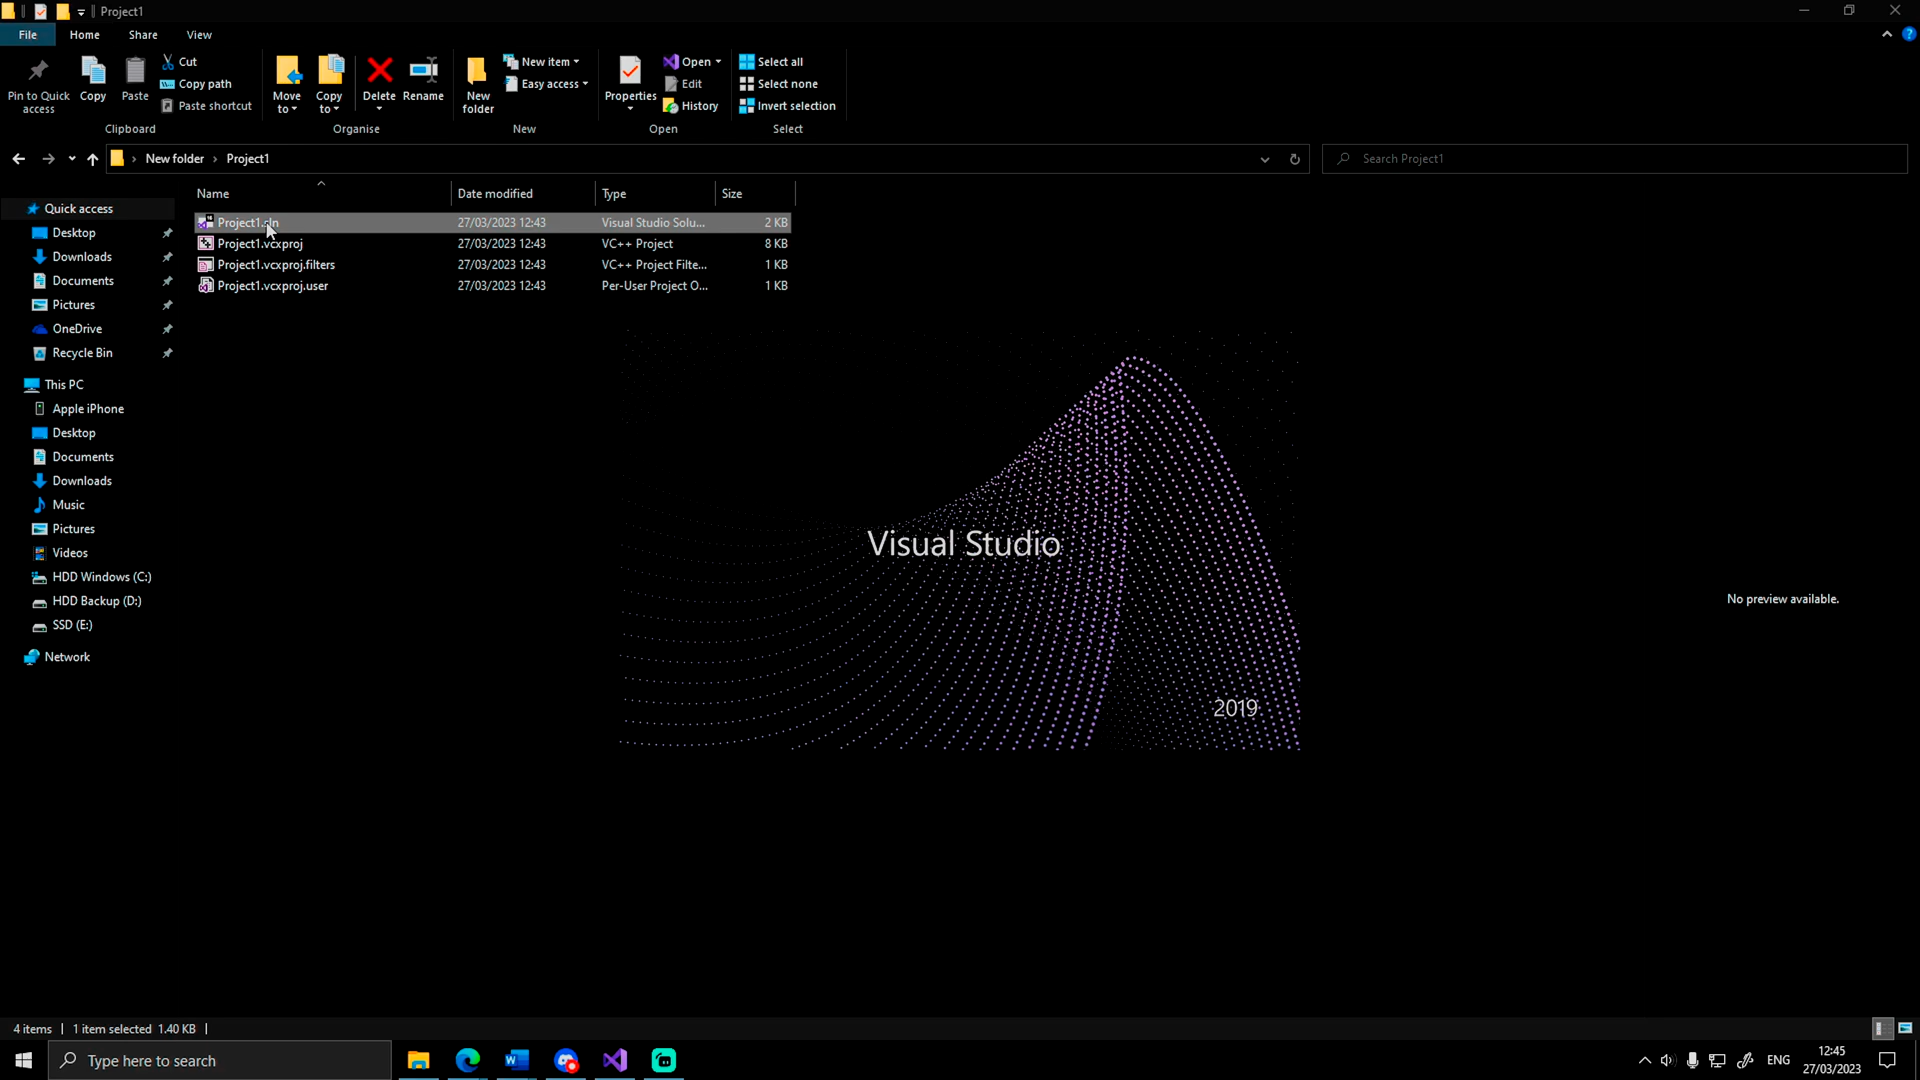 Project1
File Home Share View
Pin to Quick access
Copy
Paste
Cut
Copy path
Paste shortcut
Clipboard
Move to
Copy to
Delete
Rename
Organise
New folder
New item
Easy access
New
Properties
Open
Edit
History
Open
Select all
Select none
Invert selection
Select
New folder › Project1
Search Project1
Name Date modified Type Size
Project1.sln 27/03/2023 12:43 Visual Studio Solu... 2 KB
Project1.vcxproj 27/03/2023 12:43 VC++ Project 8 KB
Project1.vcxproj.filters 27/03/2023 12:43 VC++ Project Filte... 1 KB
Project1.vcxproj.user 27/03/2023 12:43 Per-User Project O... 1 KB
Quick access
Desktop
Downloads
Documents
Pictures
OneDrive
Recycle Bin
This PC
Apple iPhone
Desktop
Documents
Downloads
Music
Pictures
Videos
HDD Windows (C:)
HDD Backup (D:)
SSD (E:)
Network
Visual Studio
2019
No preview available.
4 items 1 item selected 1.40 KB
Type here to search
ENG
12:45
27/03/2023